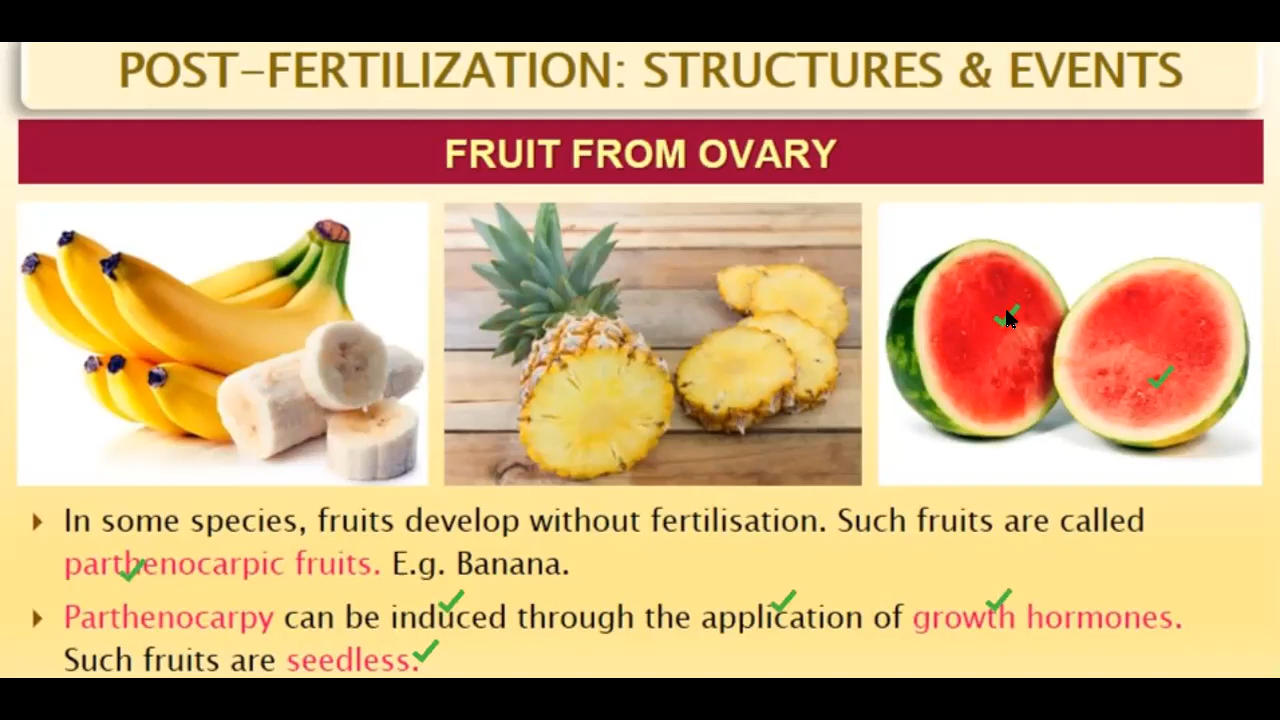 POST-FERTILIZATION: STRUCTURES & EVENTS
FRUIT FROM OVARY
In some species, fruits develop without fertilisation. Such fruits are called
parthenocarpic fruits. E.g. Banana.
Parthenocarpy can be induced through the application of growth hormones.
Such fruits are seedless.